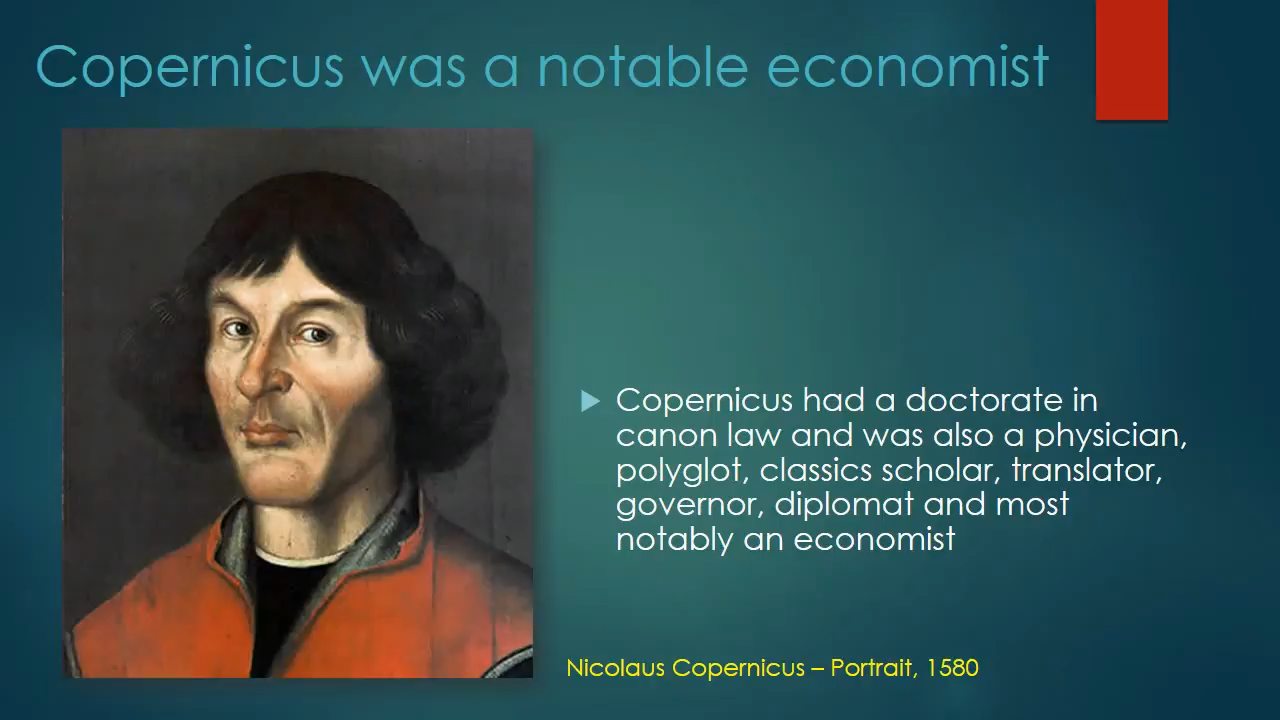 Copernicus was a notable economist
Copernicus had a doctorate in
canon law and was also a physician,
polyglot, classics scholar, translator,
governor, diplomat and most
notably an economist
Nicolaus Copernicus – Portrait, 1580